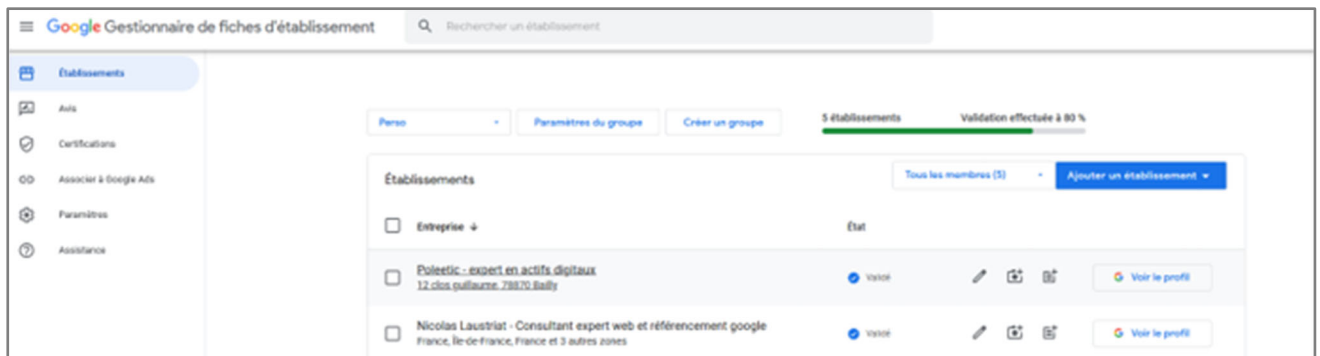 Google Gestionnaire de fiches d'établissement
Rechercher un établissement
Établissements
Avis
Certifications
Associer à Google Ads
Paramètres
Assistance
Perso
Paramètres du groupe
Créer un groupe
5 établissements
Validation effectuée à 80 %
Établissements
Tous les membres (5)
Ajouter un établissement
Entreprise
État
Poleetic - expert en actifs digitaux
12 clos guillaume, 78870 Bailly
Validé
Voir le profil
Nicolas Laustriat - Consultant expert web et référencement google
France, Île-de-France, France et 3 autres zones
Validé
Voir le profil